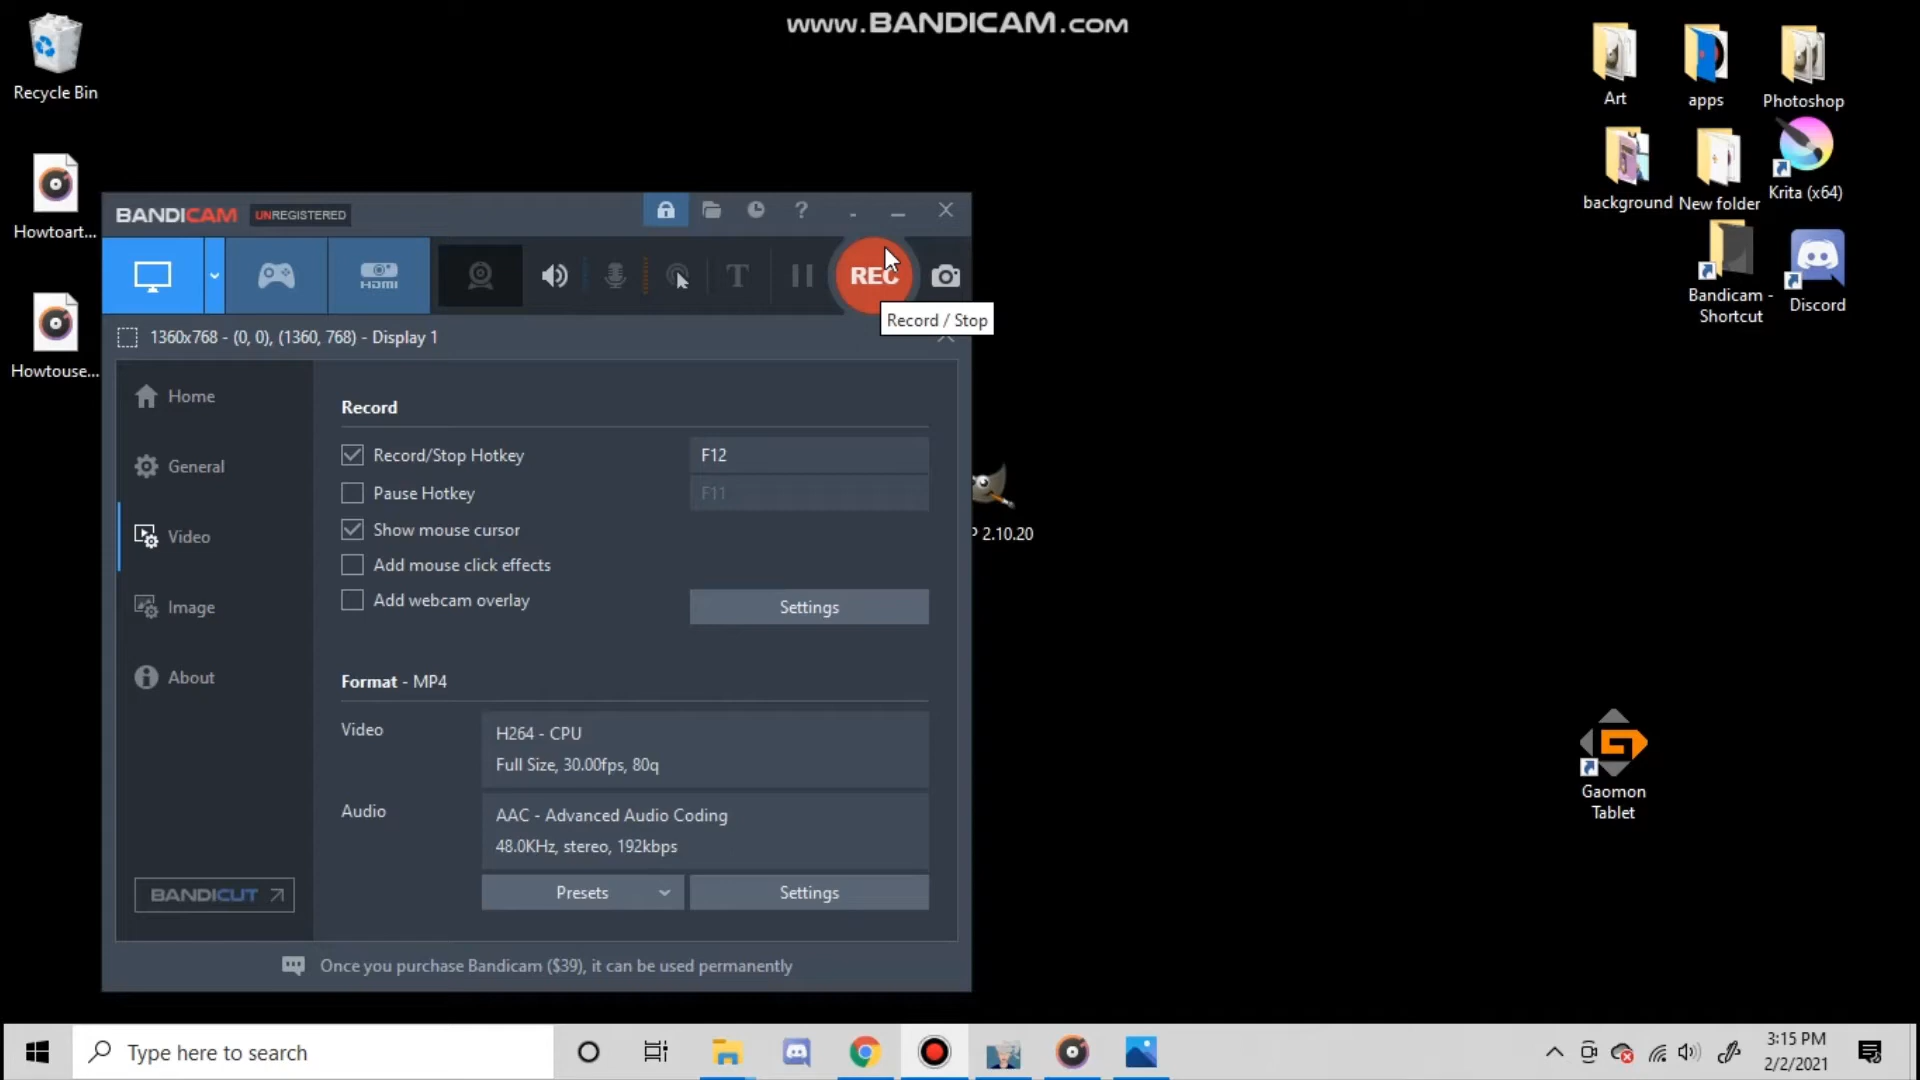 www.BANDICAM.com
Recycle Bin
Howtoart...
Howtouse...
Art
apps
Photoshop
background
New folder
Krita (x64)
Bandicam -
Shortcut
Discord
BANDICAM
UNREGISTERED
?
HDMI
T
REC
Record / Stop
1360x768 - (0, 0), (1360, 768) - Display 1
Home
General
Video
Image
About
BANDICUT
Record
Record/Stop Hotkey
F12
Pause Hotkey
F11
Show mouse cursor
Add mouse click effects
Add webcam overlay
Settings
Format - MP4
Video
H264 - CPU
Full Size, 30.00fps, 80q
Audio
AAC - Advanced Audio Coding
48.0KHz, stereo, 192kbps
Presets
Settings
Once you purchase Bandicam ($39), it can be used permanently
2.10.20
Gaomon
Tablet
Type here to search
3:15 PM
2/2/2021